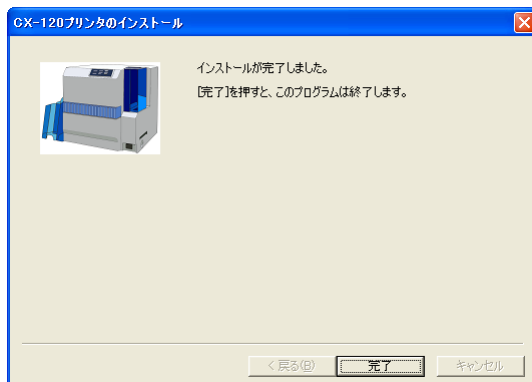 CX-120プリンタのインストール
インストールが完了しました。
[完了]を押すと、このプログラムは終了します。
< 戻る(B)
完了
キャンセル